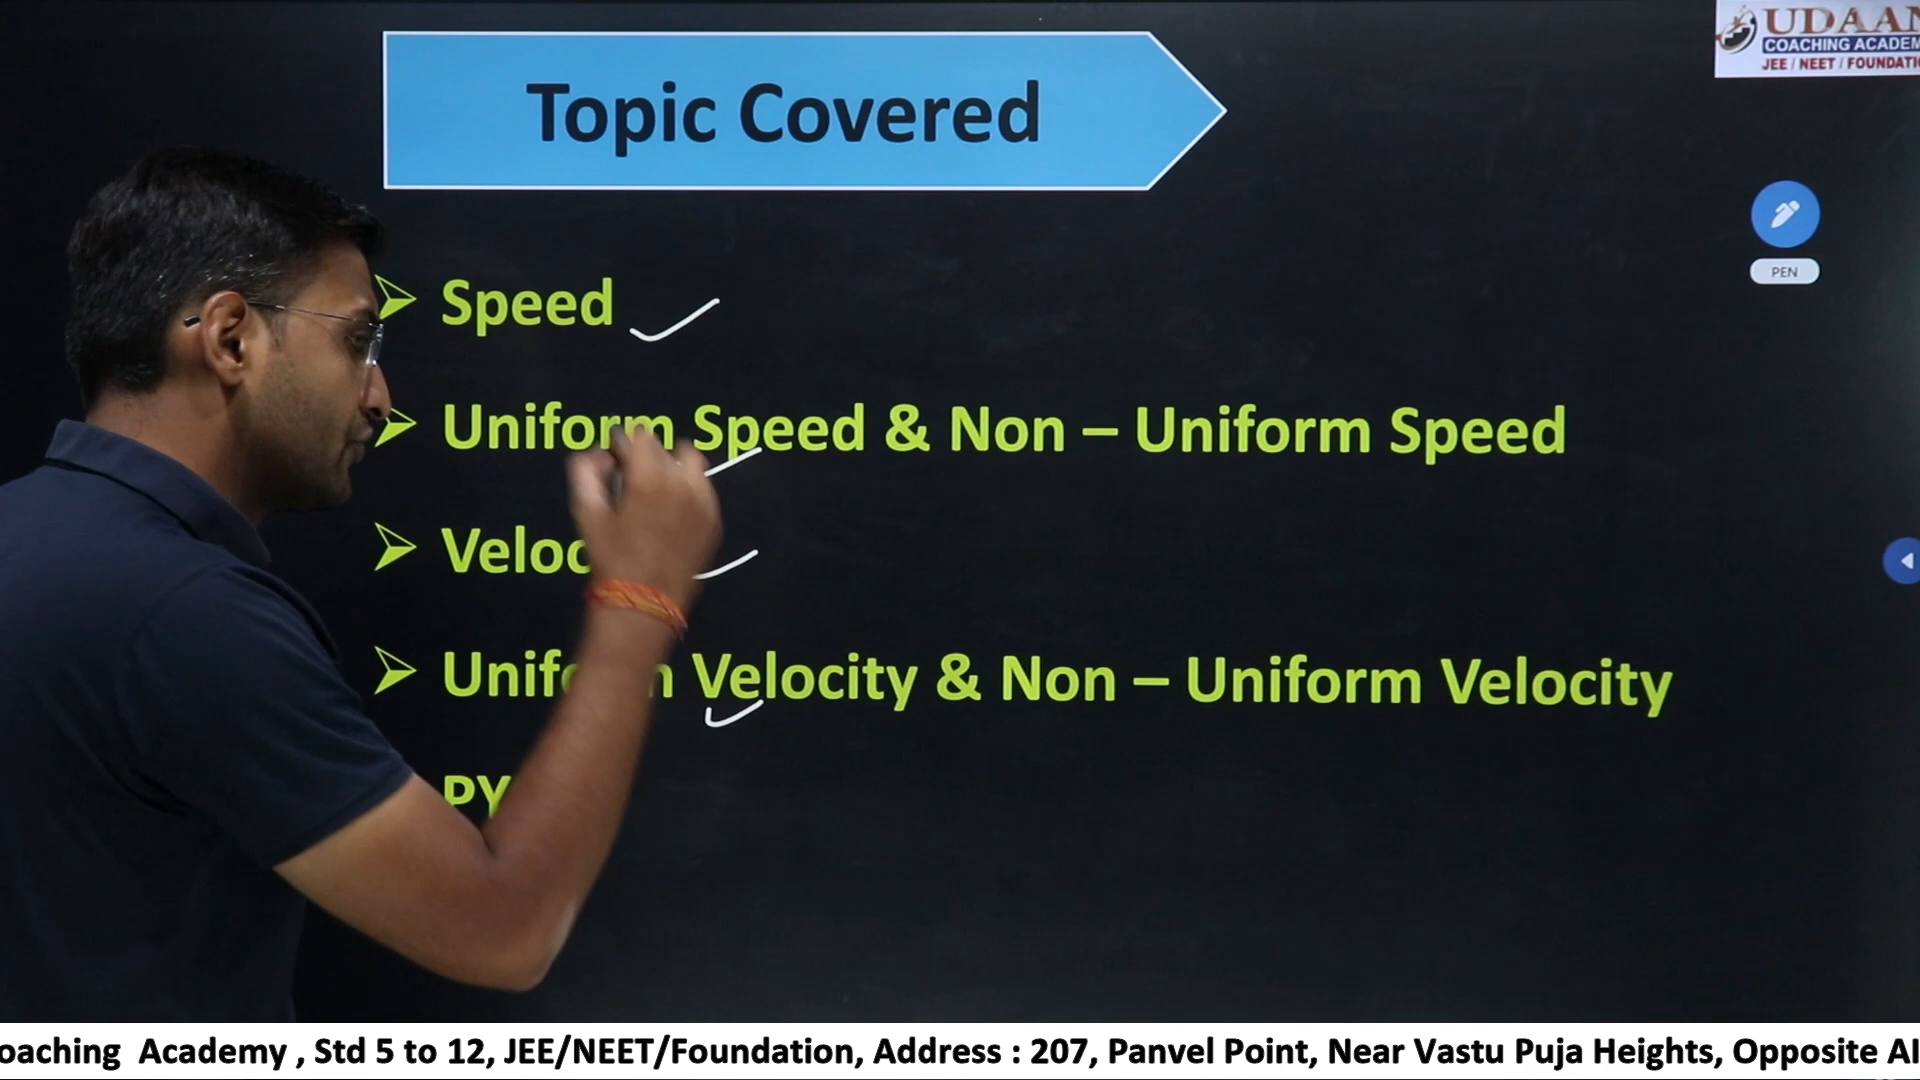 Topic Covered
UDAAN
COACHING ACADEM
JEE / NEET / FOUNDATI
PEN
Speed
Uniform Speed & Non – Uniform Speed
Veloc
Uniform Velocity & Non – Uniform Velocity
PY
oaching Academy , Std 5 to 12, JEE/NEET/Foundation, Address : 207, Panvel Point, Near Vastu Puja Heights, Opposite AI